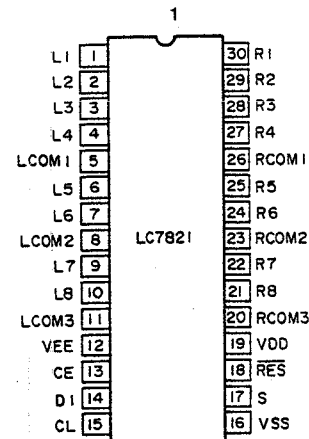 1
L1 1 30 R1
L2 2 29 R2
L3 3 28 R3
L4 4 27 R4
LCOM1 5 26 RCOM1
L5 6 25 R5
L6 7 24 R6
LCOM2 8 LC7821 23 RCOM2
L7 9 22 R7
L8 10 21 R8
LCOM3 11 20 RCOM3
VEE 12 19 VDD
CE 13 18 R̅E̅S̅
D1 14 17 S
CL 15 16 VSS